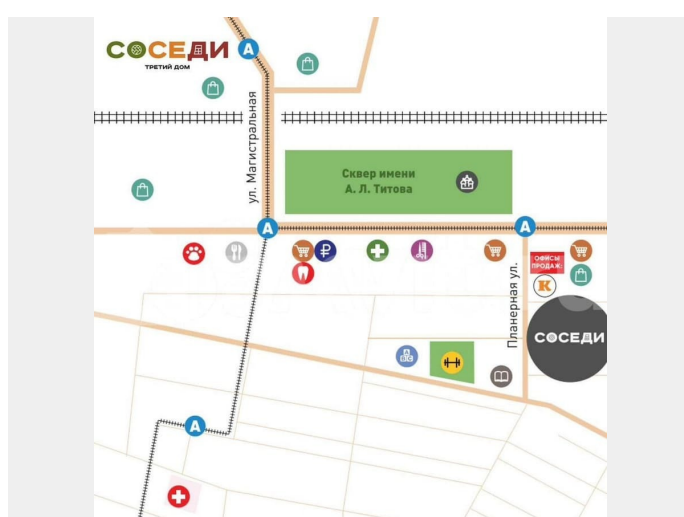 СОСЕДИ
ТРЕТИЙ ДОМ
А
ул. Магистральная
Сквер имени
А. Л. Титова
А
А
₽
ОФИСЫ
ПРОДАЖ
К
Планерная ул.
СОСЕДИ
А